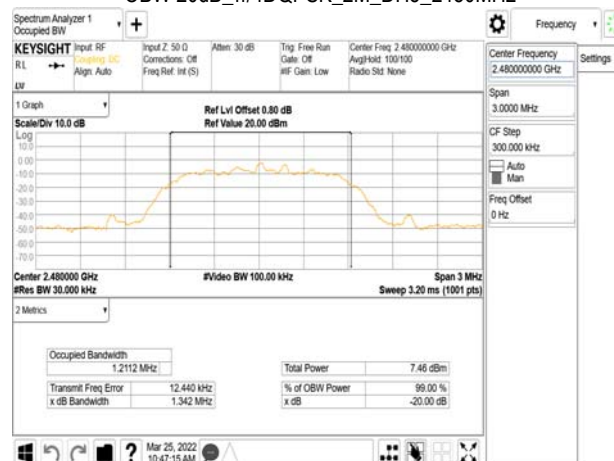 OBW-20dB_π/4DQPSK_2M_DH5_2480MHz
Spectrum Analyzer 1
Occupied BW
Frequency
KEYSIGHT
Input: RF
Input Z: 50 Ω
Atten: 30 dB
Trig: Free Run
Center Freq: 2.480000000 GHz
RL
Coupling: DC
Corrections: Off
Gate: Off
Avg|Hold: 100/100
Align: Auto
Freq Ref: Int (S)
#IF Gain: Low
Radio Std: None
Center Frequency
2.480000000 GHz
Settings
Span
3.0000 MHz
CF Step
300.000 kHz
Auto
Man
Freq Offset
0 Hz
1 Graph
Ref Lvl Offset 0.80 dB
Scale/Div 10.0 dB
Ref Value 20.00 dBm
Log
10.0
0.00
-10.0
-20.0
-30.0
-40.0
-50.0
-60.0
-70.0
Center 2.480000 GHz
#Video BW 100.00 kHz
Span 3 MHz
#Res BW 30.000 kHz
Sweep 3.20 ms (1001 pts)
2 Metrics
Occupied Bandwidth
1.2112 MHz
Total Power
7.46 dBm
Transmit Freq Error
12.440 kHz
% of OBW Power
99.00 %
x dB Bandwidth
1.342 MHz
x dB
-20.00 dB
?
Mar 25, 2022
10:47:15 AM